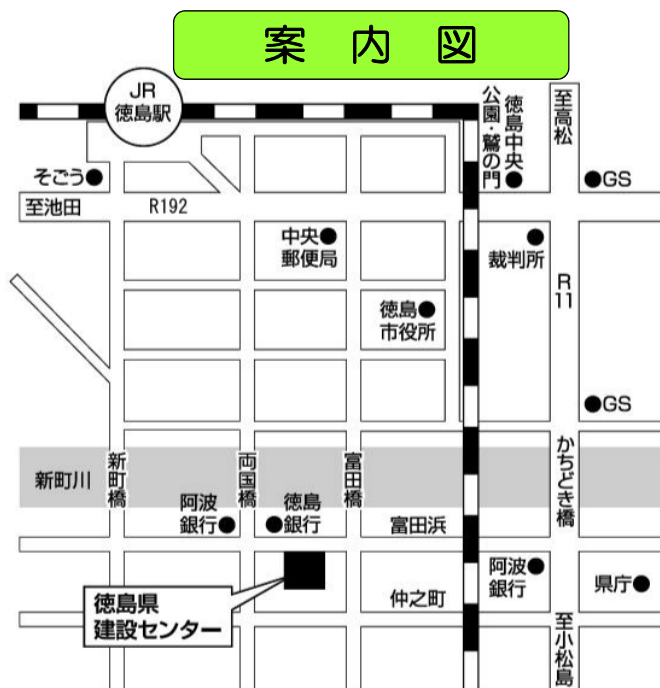 案内図
JR
徳島駅
徳島中央
公園・鷲の門
至高松
そごう
GS
至池田
R192
中央
郵便局
裁判所
R11
徳島
市役所
GS
新町川
新町橋
両国橋
富田橋
かちどき橋
阿波
銀行
徳島
銀行
富田浜
阿波
銀行
県庁
徳島県
建設センター
仲之町
至小松島